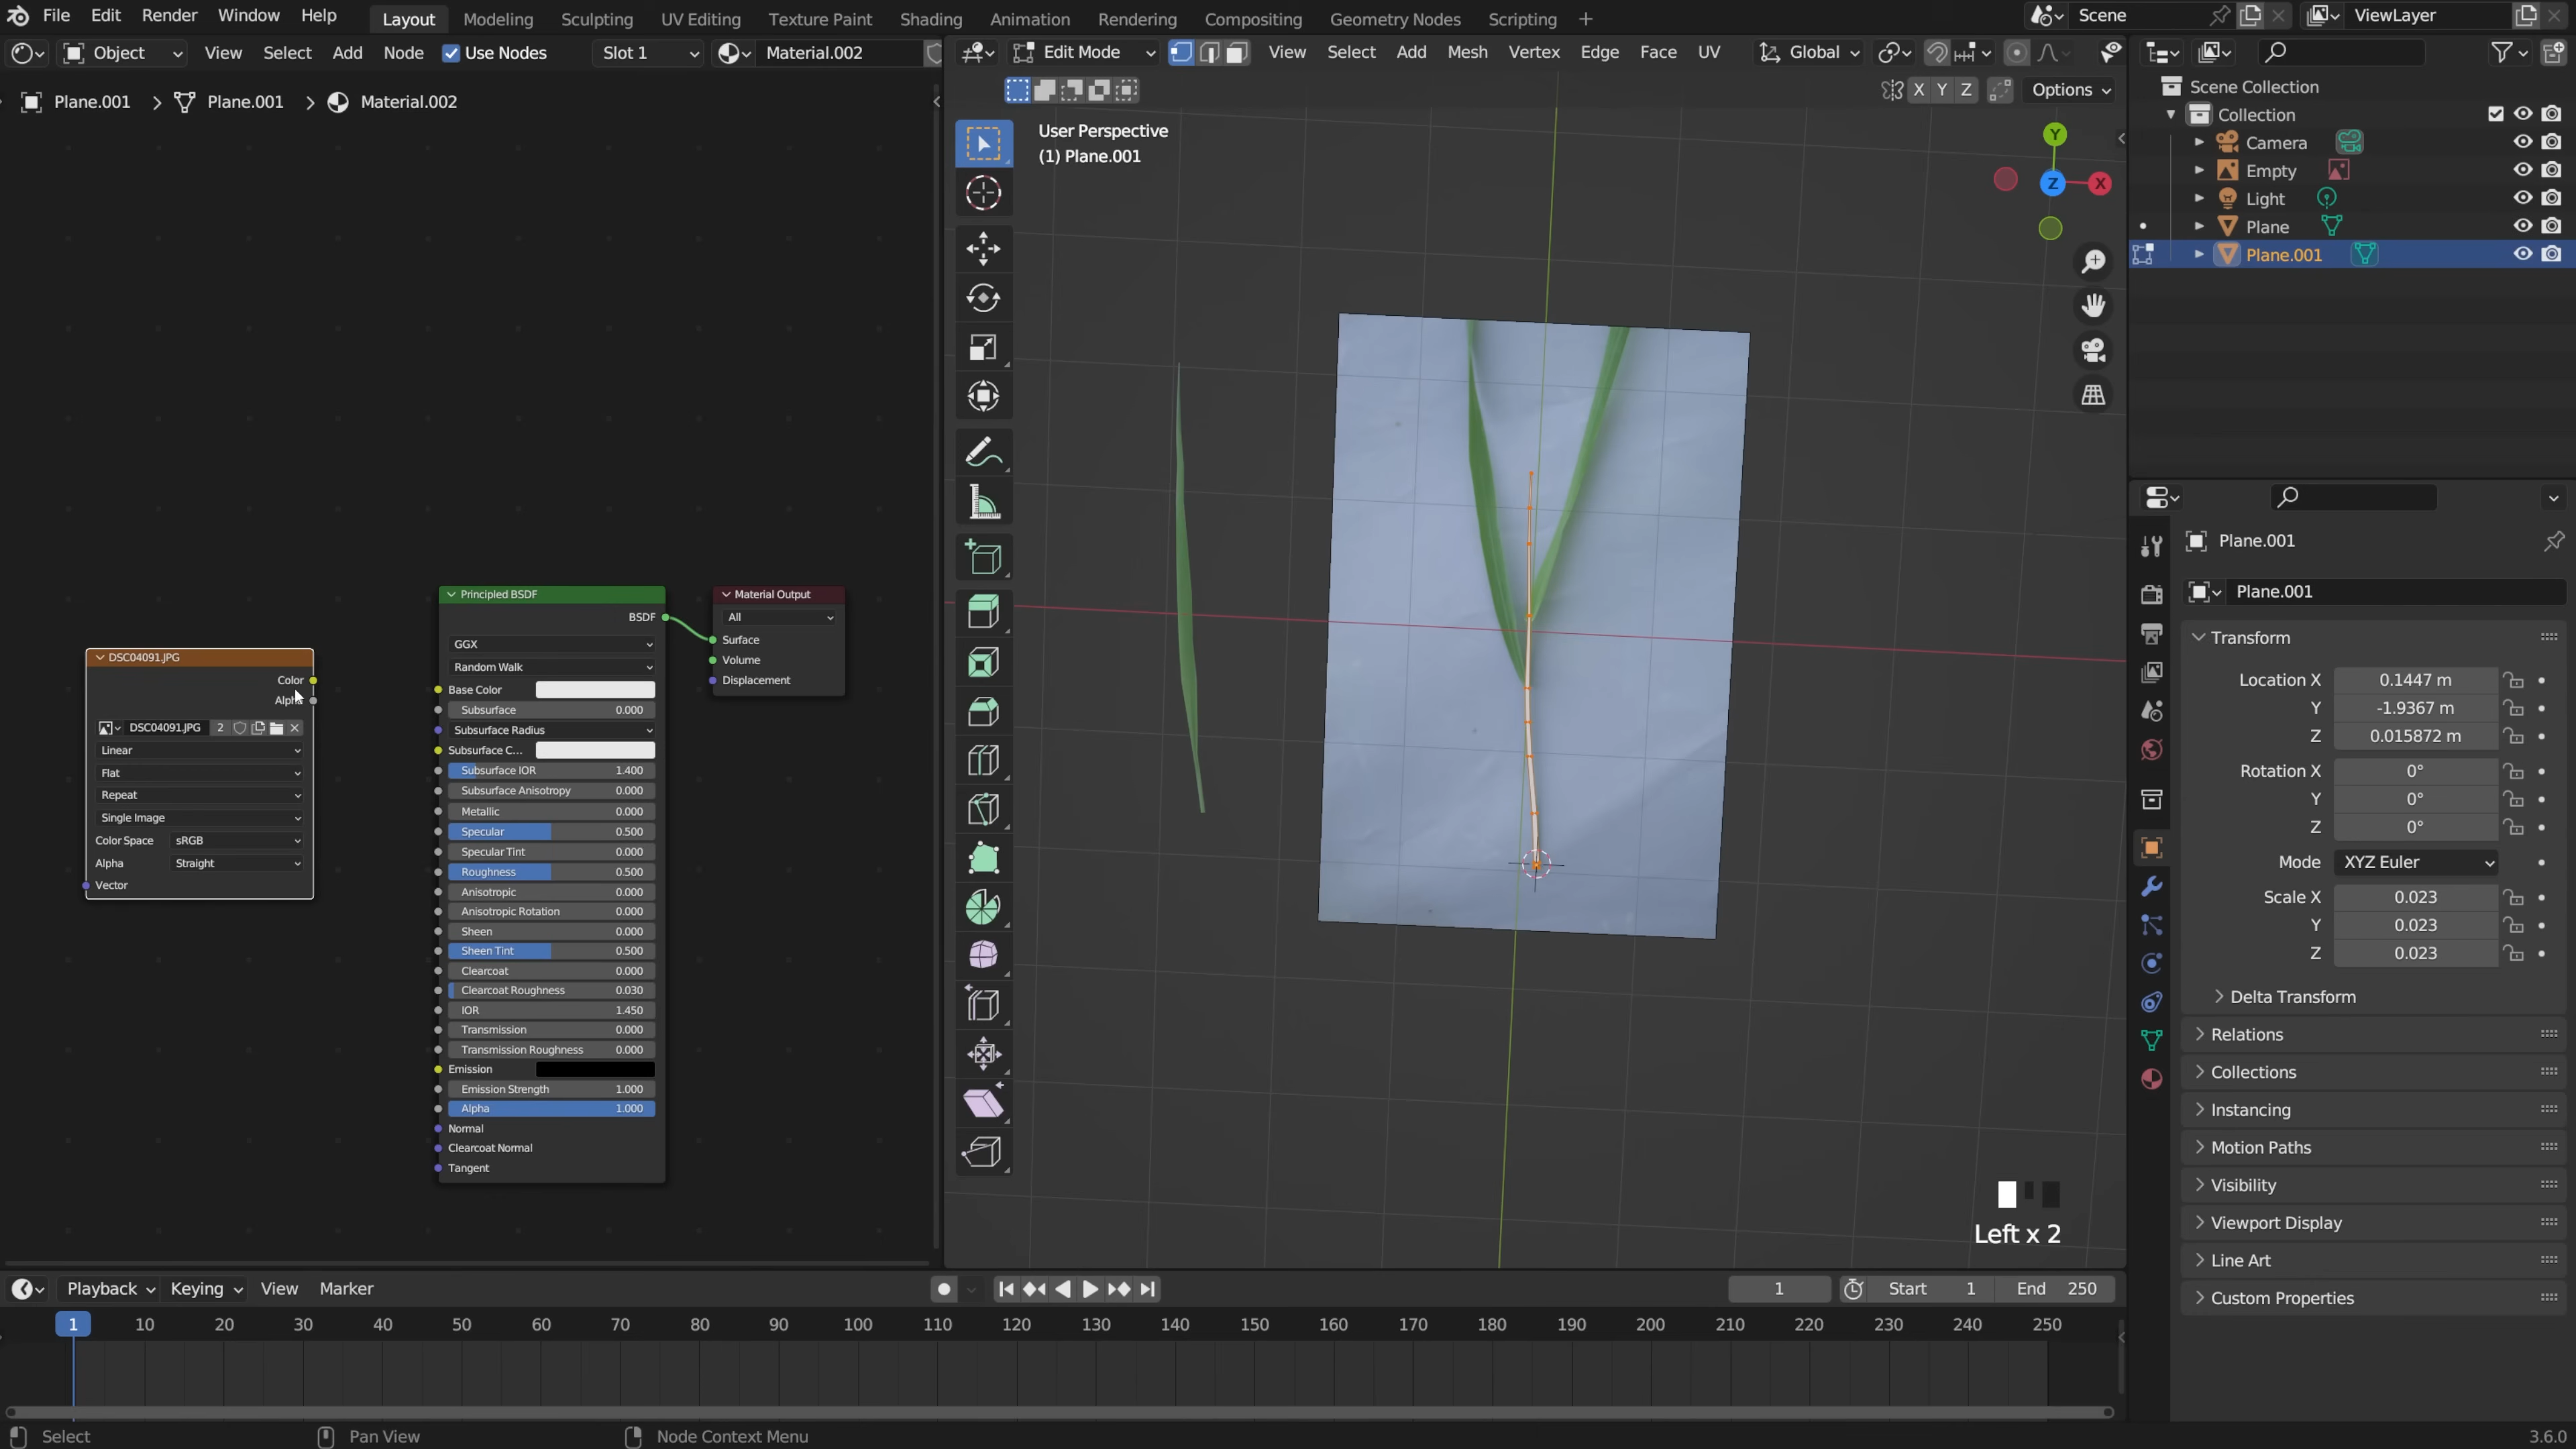 File Edit Render Window Help Layout Modeling Sculpting UV Editing Texture Paint Shading Animation Rendering Compositing Geometry Nodes Scripting Scene ViewLayer
Object View Select Add Node Use Nodes Slot 1 Material.002
Edit Mode View Select Add Mesh Vertex Edge Face UV Global
X Y Z Options
Plane.001 Plane.001 Material.002
User Perspective
(1) Plane.001
Y
Z
X
Principled BSDF
BSDF
GGX
Random Walk
Base Color
Subsurface 0.000
Subsurface Radius
Subsurface C...
Subsurface IOR 1.400
Subsurface Anisotropy 0.000
Metallic 0.000
Specular 0.500
Specular Tint 0.000
Roughness 0.500
Anisotropic 0.000
Anisotropic Rotation 0.000
Sheen 0.000
Sheen Tint 0.500
Clearcoat 0.000
Clearcoat Roughness 0.030
IOR 1.450
Transmission 0.000
Transmission Roughness 0.000
Emission
Emission Strength 1.000
Alpha 1.000
Normal
Clearcoat Normal
Tangent
Material Output
All
Surface
Volume
Displacement
DSC04091.JPG
Color
Alpha
DSC04091.JPG 2
Linear
Flat
Repeat
Single Image
Color Space sRGB
Alpha Straight
Vector
Left x 2
Scene Collection
Collection
Camera
Empty
Light
Plane
Plane.001
Plane.001
Plane.001
Transform
Location X 0.1447 m
Y -1.9367 m
Z 0.015872 m
Rotation X 0°
Y 0°
Z 0°
Mode XYZ Euler
Scale X 0.023
Y 0.023
Z 0.023
Delta Transform
Relations
Collections
Instancing
Motion Paths
Visibility
Viewport Display
Line Art
Custom Properties
Playback Keying View Marker 1 Start 1 End 250
1 10 20 30 40 50 60 70 80 90 100 110 120 130 140 150 160 170 180 190 200 210 220 230 240 250
Select Pan View Node Context Menu 3.6.0